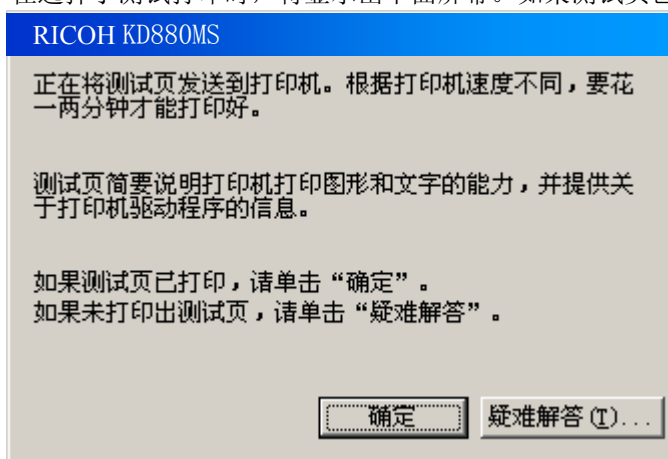 RICOH KD880MS
正在将测试页发送到打印机。根据打印机速度不同，要花
一两分钟才能打印好。
测试页简要说明打印机打印图形和文字的能力，并提供关
于打印机驱动程序的信息。
如果测试页已打印，请单击“确定”。
如果未打印出测试页，请单击“疑难解答”。
确定
疑难解答(T)...